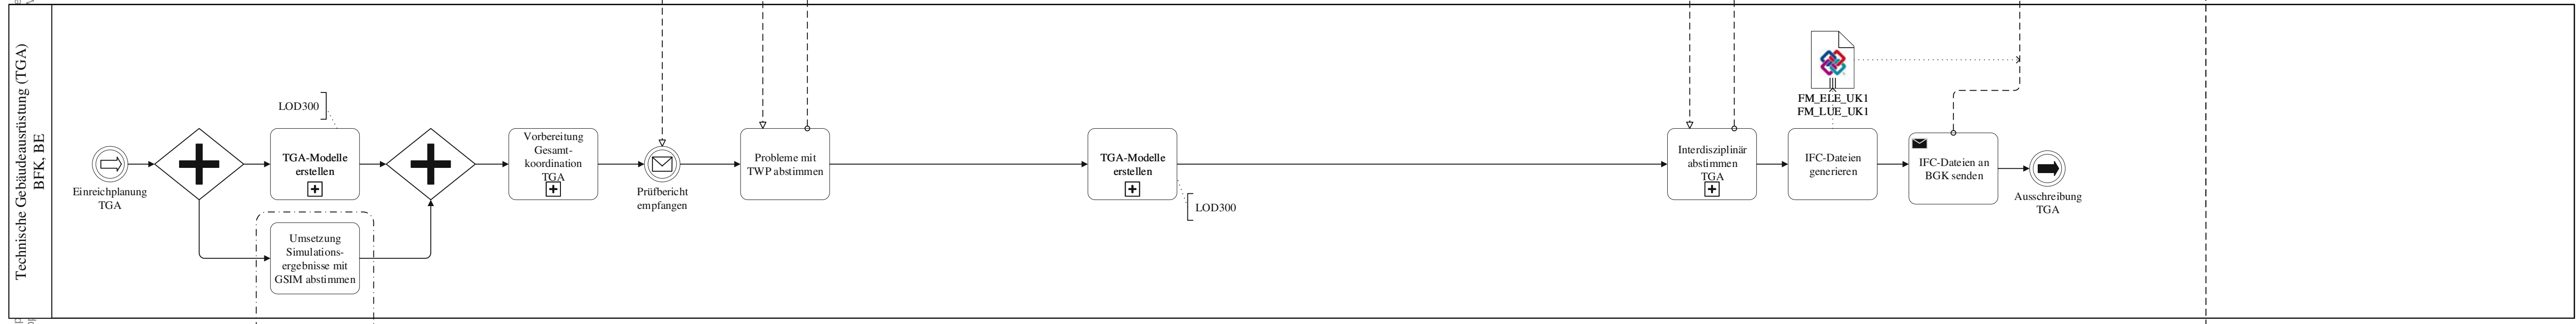 Technische Gebäudeausrüstung (TGA)
BFK, BE
Einreichplanung
TGA
LOD300
TGA-Modelle
erstellen
Umsetzung
Simulations-
ergebnisse mit
GSIM abstimmen
Vorbereitung
Gesamt-
koordination
TGA
Prüfbericht
empfangen
Probleme mit
TWP abstimmen
TGA-Modelle
erstellen
LOD300
Interdisziplinär
abstimmen
TGA
FM_ELE_UK1
FM_LUE_UK1
IFC-Dateien
generieren
IFC-Dateien an
BGK senden
Ausschreibung
TGA